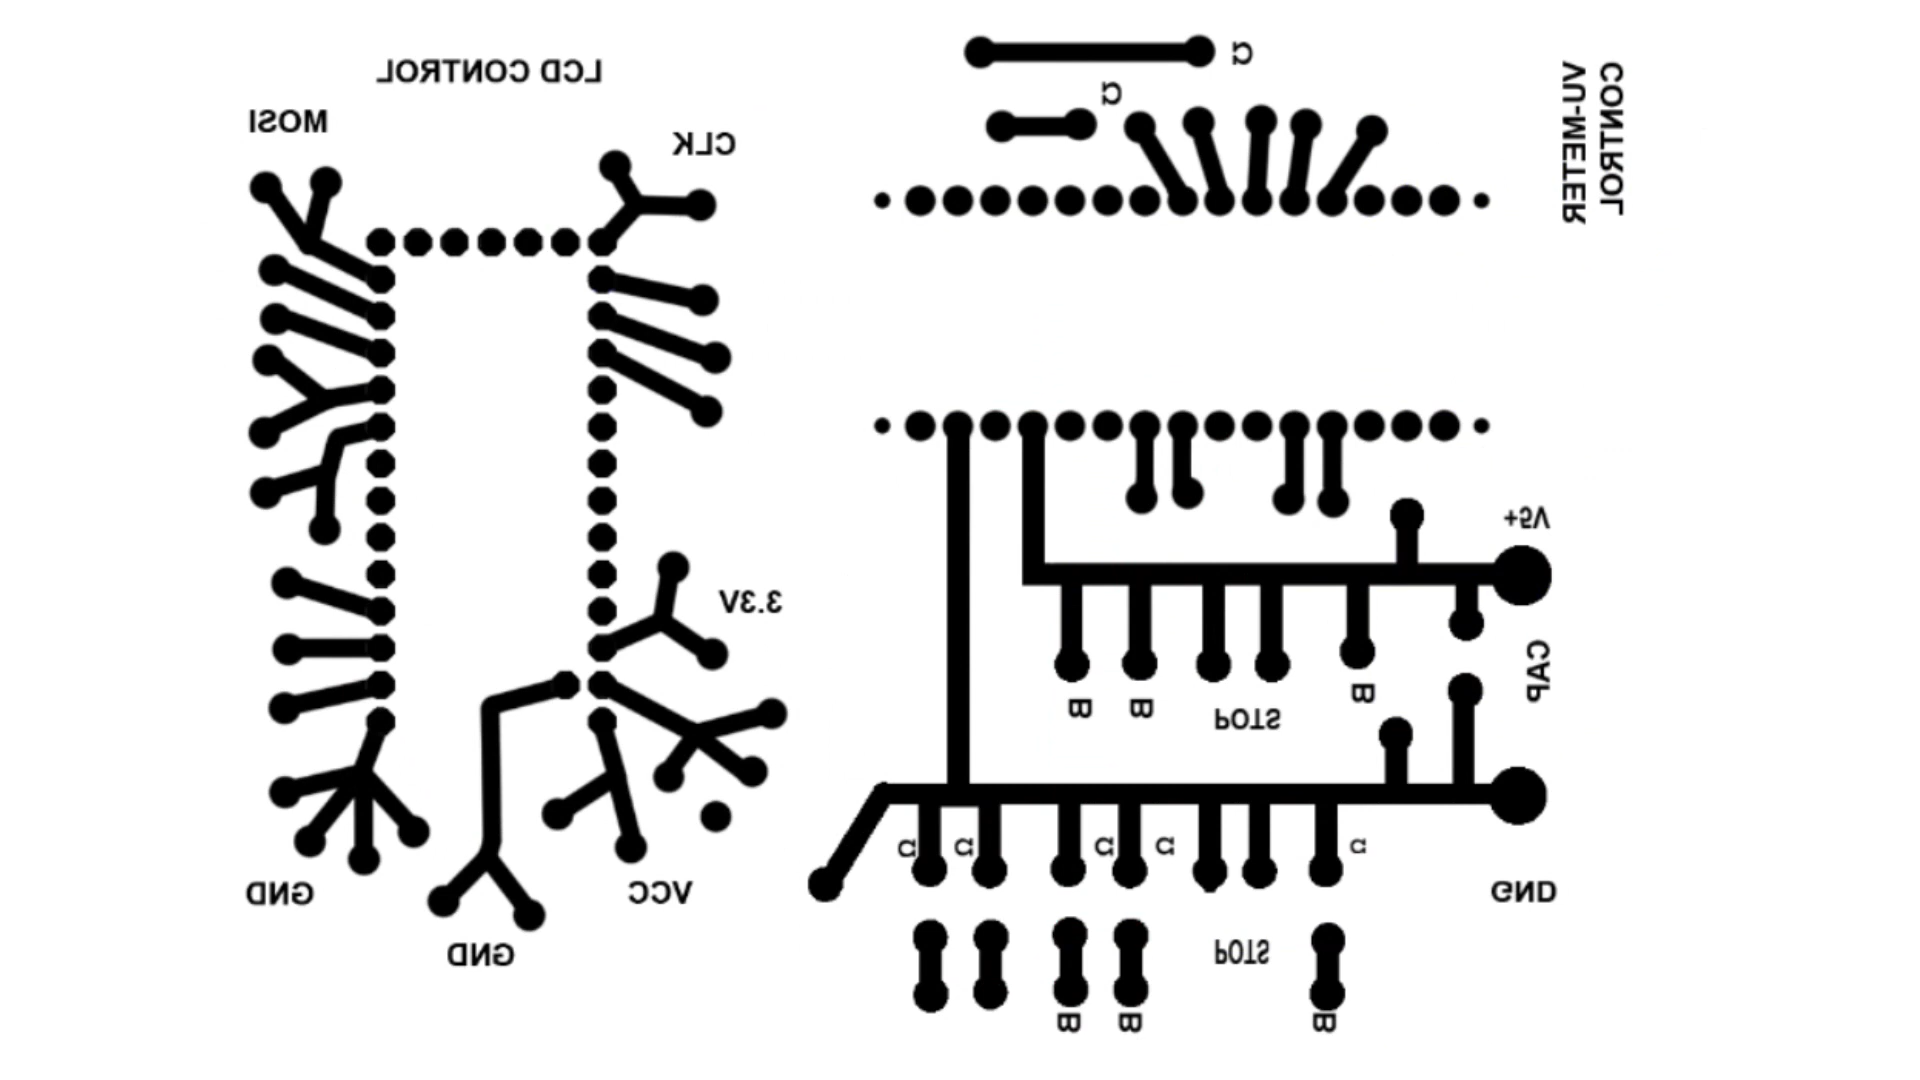 LCD CONTROL
MOSI
CLK
3.3V
GND
GND
VCC
Ω
Ω
VU-METER
CONTROL
+5V
CAP
B
B
POTS
B
Ω
Ω
Ω
Ω
Ω
GND
POTS
B
B
B